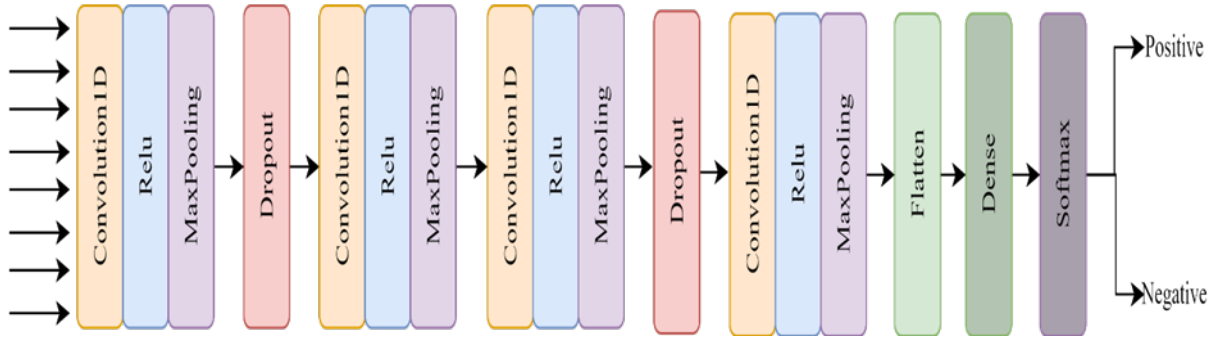 Convolution1D
Relu
MaxPooling
Dropout
Convolution1D
Relu
MaxPooling
Convolution1D
Relu
MaxPooling
Dropout
Convolution1D
Relu
MaxPooling
Flatten
Dense
Softmax
Positive
Negative